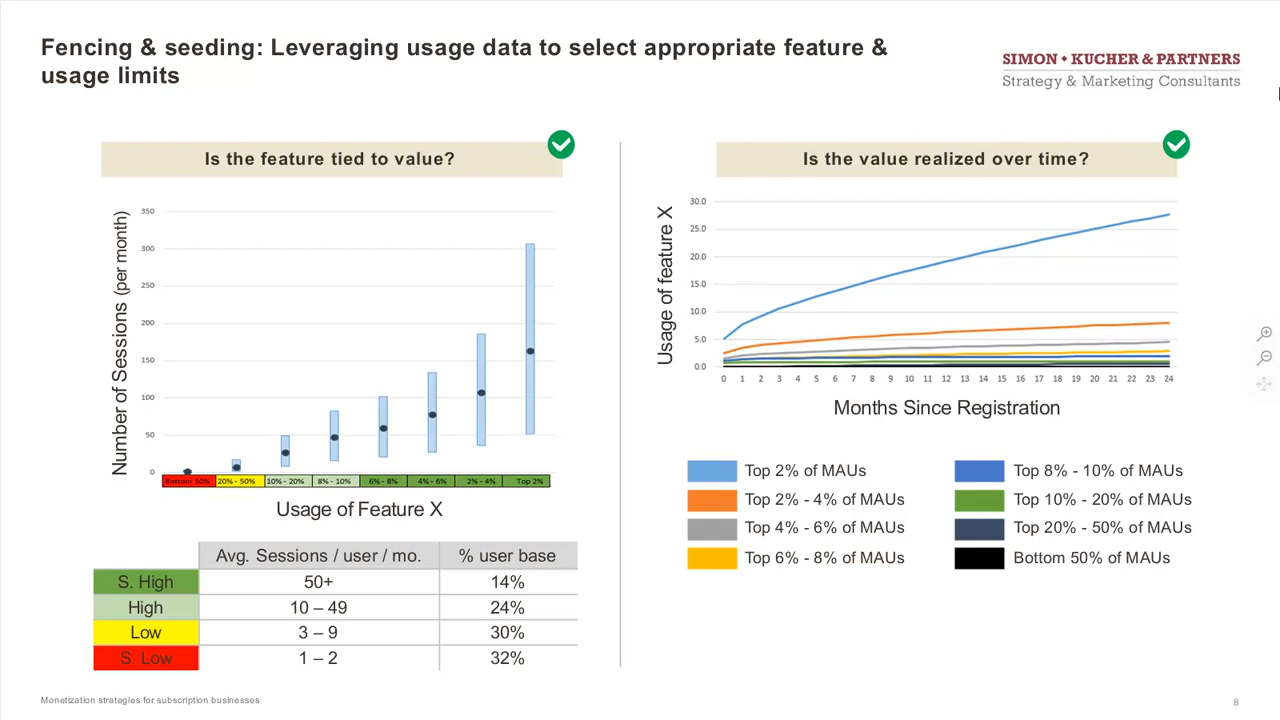 Fencing & seeding: Leveraging usage data to select appropriate feature &
usage limits
SIMON • KUCHER & PARTNERS
Strategy & Marketing Consultants
Is the feature tied to value?
Number of Sessions (per month)
350
300
250
200
150
100
50
0
Bottom 50% 20% - 50% 10% - 20% 8% - 10% 6% - 8% 4% - 6% 2% - 4% Top 2%
Usage of Feature X
Avg. Sessions / user / mo. % user base
S. High 50+ 14%
High 10 – 49 24%
Low 3 – 9 30%
S. Low 1 – 2 32%
Is the value realized over time?
Usage of feature X
30.0
25.0
20.0
15.0
10.0
5.0
0.0
0 1 2 3 4 5 6 7 8 9 10 11 12 13 14 15 16 17 18 19 20 21 22 23 24
Months Since Registration
Top 2% of MAUs
Top 2% - 4% of MAUs
Top 4% - 6% of MAUs
Top 6% - 8% of MAUs
Top 8% - 10% of MAUs
Top 10% - 20% of MAUs
Top 20% - 50% of MAUs
Bottom 50% of MAUs
Monetization strategies for subscription businesses
8